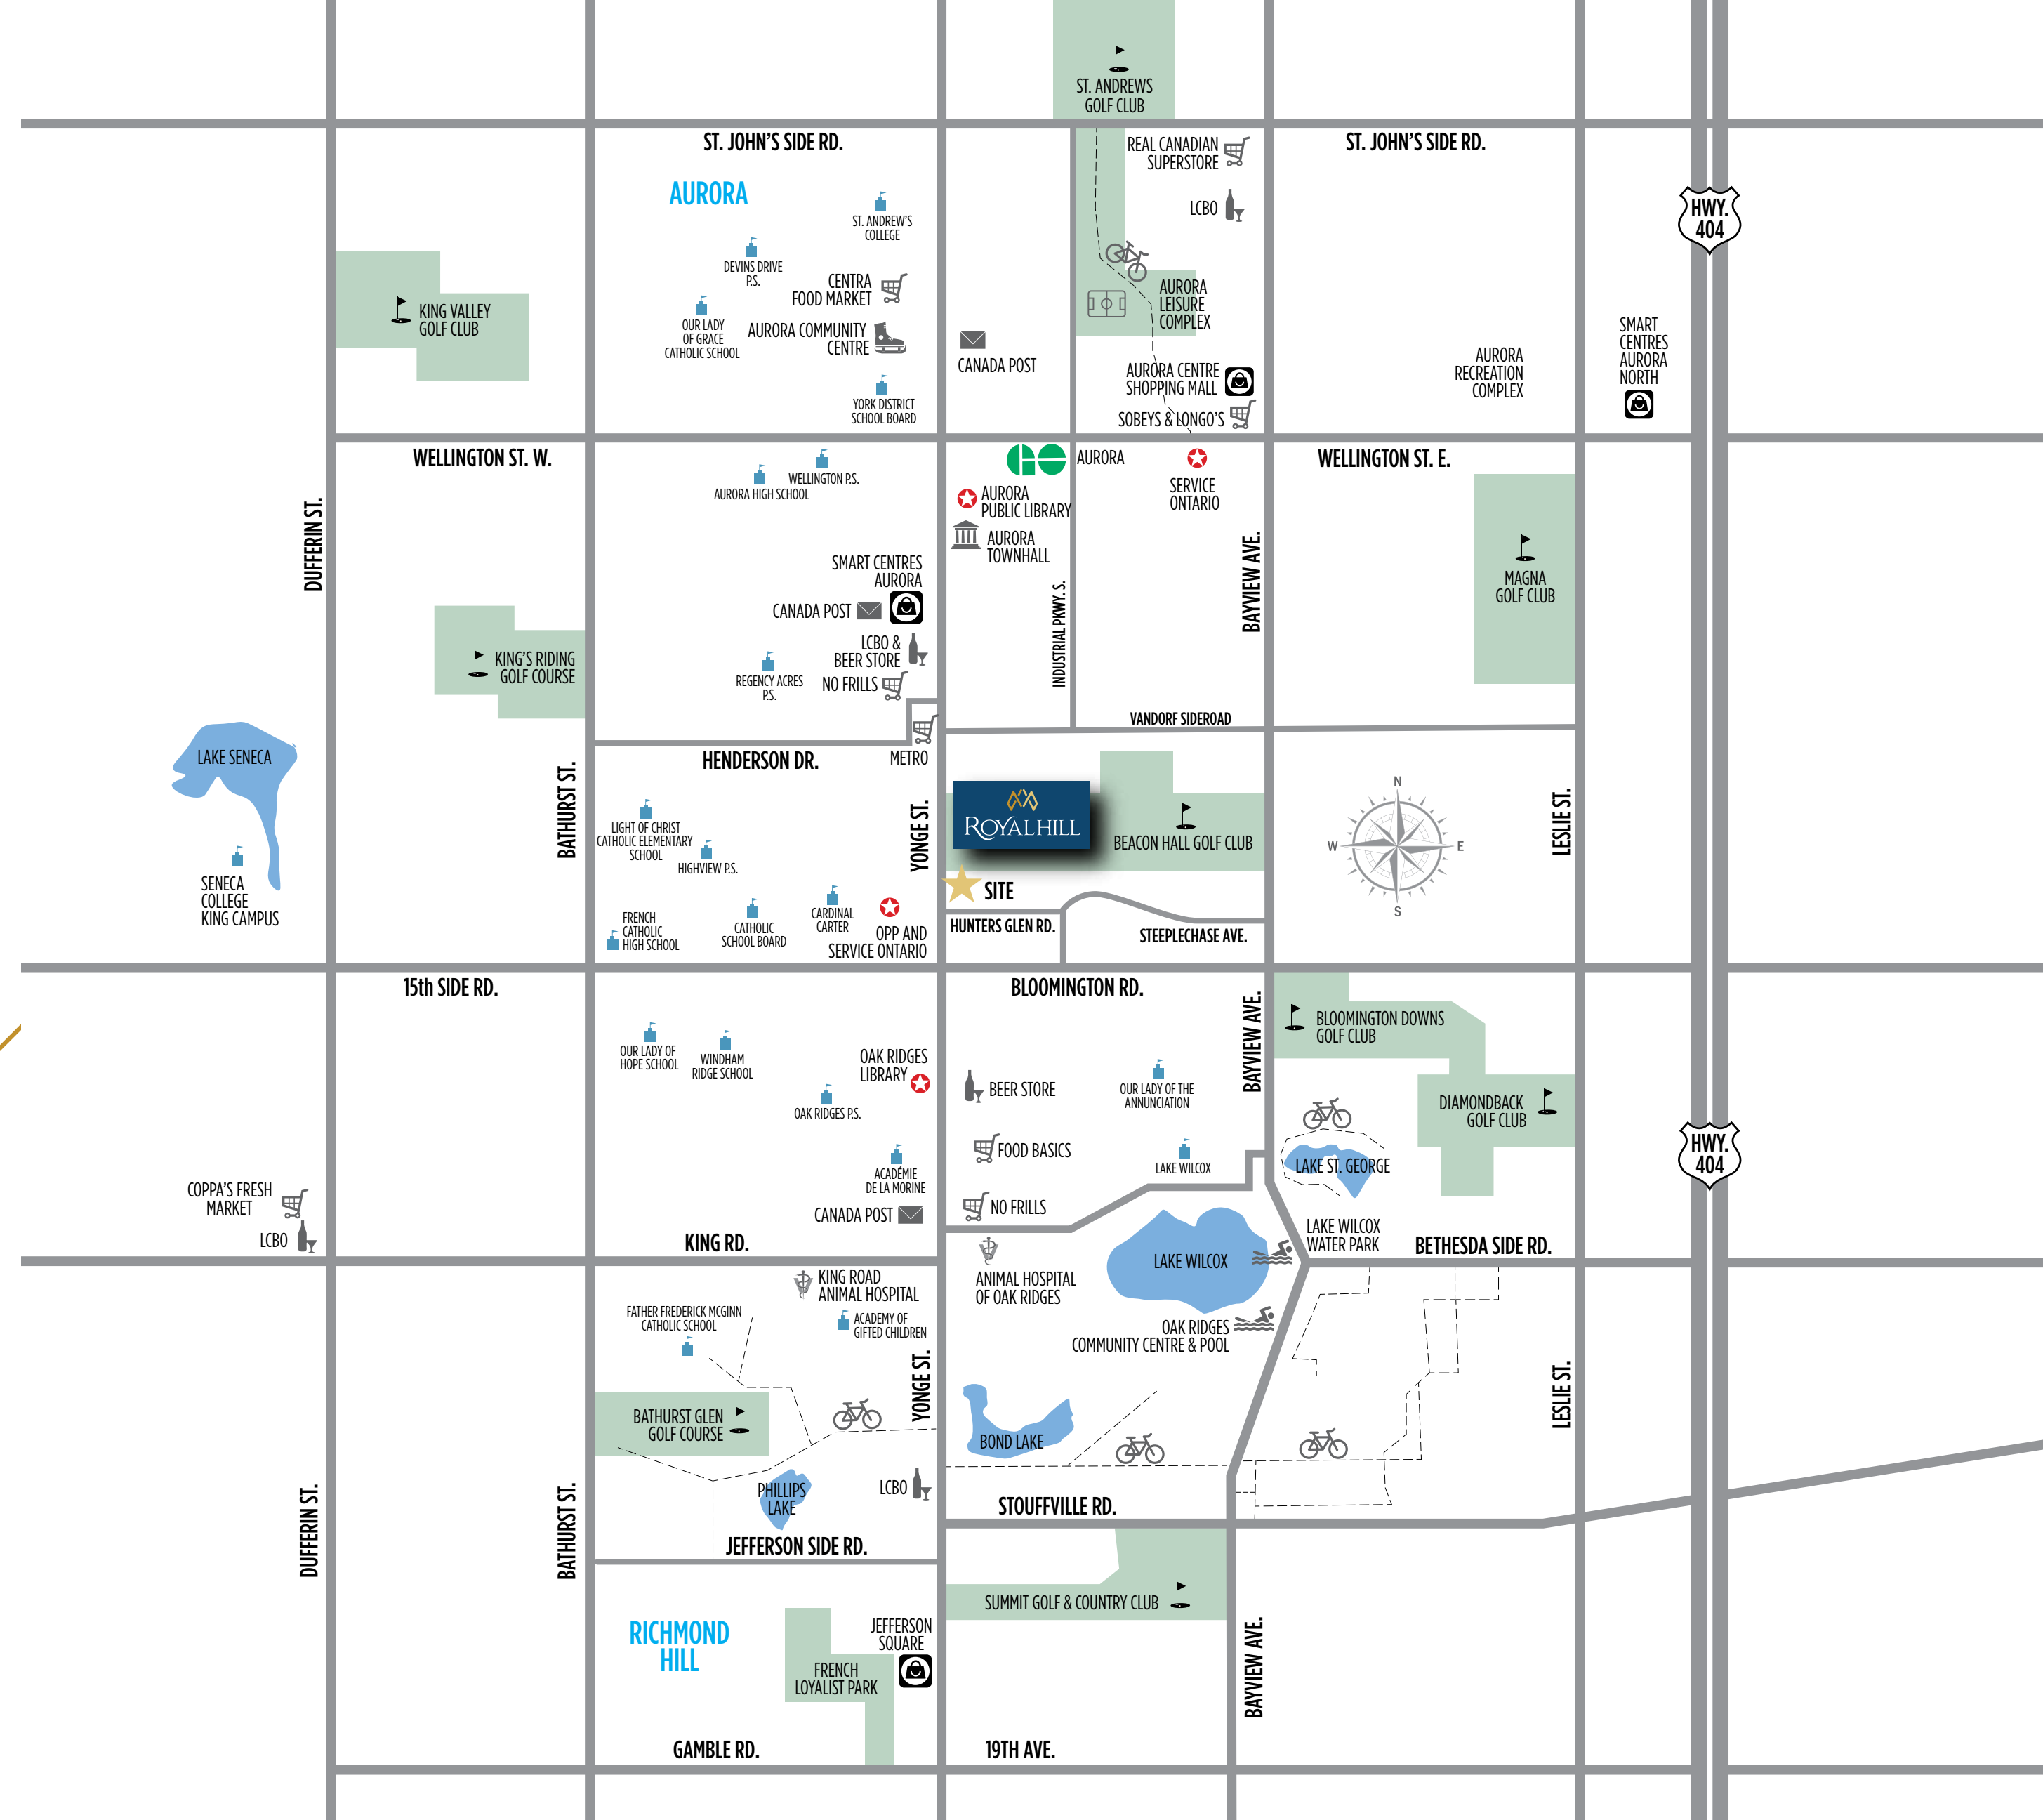 ST. ANDREWS
GOLF CLUB
ST. JOHN'S SIDE RD.
ST. JOHN'S SIDE RD.
REAL CANADIAN
SUPERSTORE
LCBO
HWY.
404
AURORA
ST. ANDREW'S
COLLEGE
DEVINS DRIVE
P.S.
CENTRA
FOOD MARKET
OUR LADY
OF GRACE
CATHOLIC SCHOOL
AURORA COMMUNITY
CENTRE
YORK DISTRICT
SCHOOL BOARD
KING VALLEY
GOLF CLUB
CANADA POST
AURORA
LEISURE
COMPLEX
AURORA CENTRE
SHOPPING MALL
SOBEYS & LONGO'S
AURORA
RECREATION
COMPLEX
SMART
CENTRES
AURORA
NORTH
WELLINGTON ST. W.
WELLINGTON ST. E.
WELLINGTON P.S.
AURORA HIGH SCHOOL
GO
AURORA
AURORA
PUBLIC LIBRARY
AURORA
TOWNHALL
SERVICE
ONTARIO
DUFFERIN ST.
INDUSTRIAL PKWY. S.
BAYVIEW AVE.
MAGNA
GOLF CLUB
SMART CENTRES
AURORA
CANADA POST
LCBO &
BEER STORE
NO FRILLS
REGENCY ACRES
P.S.
KING'S RIDING
GOLF COURSE
VANDORF SIDEROAD
METRO
HENDERSON DR.
LAKE SENECA
SENECA
COLLEGE
KING CAMPUS
BATHURST ST.
YONGE ST.
LESLIE ST.
LIGHT OF CHRIST
CATHOLIC ELEMENTARY
SCHOOL
HIGHVIEW P.S.
FRENCH
CATHOLIC
HIGH SCHOOL
CATHOLIC
SCHOOL BOARD
CARDINAL
CARTER
OPP AND
SERVICE ONTARIO
ROYALHILL
BEACON HALL GOLF CLUB
SITE
HUNTERS GLEN RD.
STEEPLECHASE AVE.
N
W
E
S
15th SIDE RD.
BLOOMINGTON RD.
BAYVIEW AVE.
BLOOMINGTON DOWNS
GOLF CLUB
DIAMONDBACK
GOLF CLUB
OUR LADY OF
HOPE SCHOOL
WINDHAM
RIDGE SCHOOL
OAK RIDGES
LIBRARY
OAK RIDGES P.S.
ACADÉMIE
DE LA MORINE
CANADA POST
BEER STORE
FOOD BASICS
NO FRILLS
OUR LADY OF THE
ANNUNCIATION
LAKE WILCOX
LAKE ST. GEORGE
HWY.
404
COPPA'S FRESH
MARKET
LCBO
KING RD.
LAKE WILCOX
WATER PARK
BETHESDA SIDE RD.
LAKE WILCOX
ANIMAL HOSPITAL
OF OAK RIDGES
OAK RIDGES
COMMUNITY CENTRE & POOL
KING ROAD
ANIMAL HOSPITAL
FATHER FREDERICK MCGINN
CATHOLIC SCHOOL
ACADEMY OF
GIFTED CHILDREN
YONGE ST.
LESLIE ST.
BATHURST GLEN
GOLF COURSE
BOND LAKE
PHILLIPS
LAKE
LCBO
STOUFFVILLE RD.
DUFFERIN ST.
BATHURST ST.
JEFFERSON SIDE RD.
SUMMIT GOLF & COUNTRY CLUB
RICHMOND
HILL
JEFFERSON
SQUARE
FRENCH
LOYALIST PARK
BAYVIEW AVE.
GAMBLE RD.
19TH AVE.